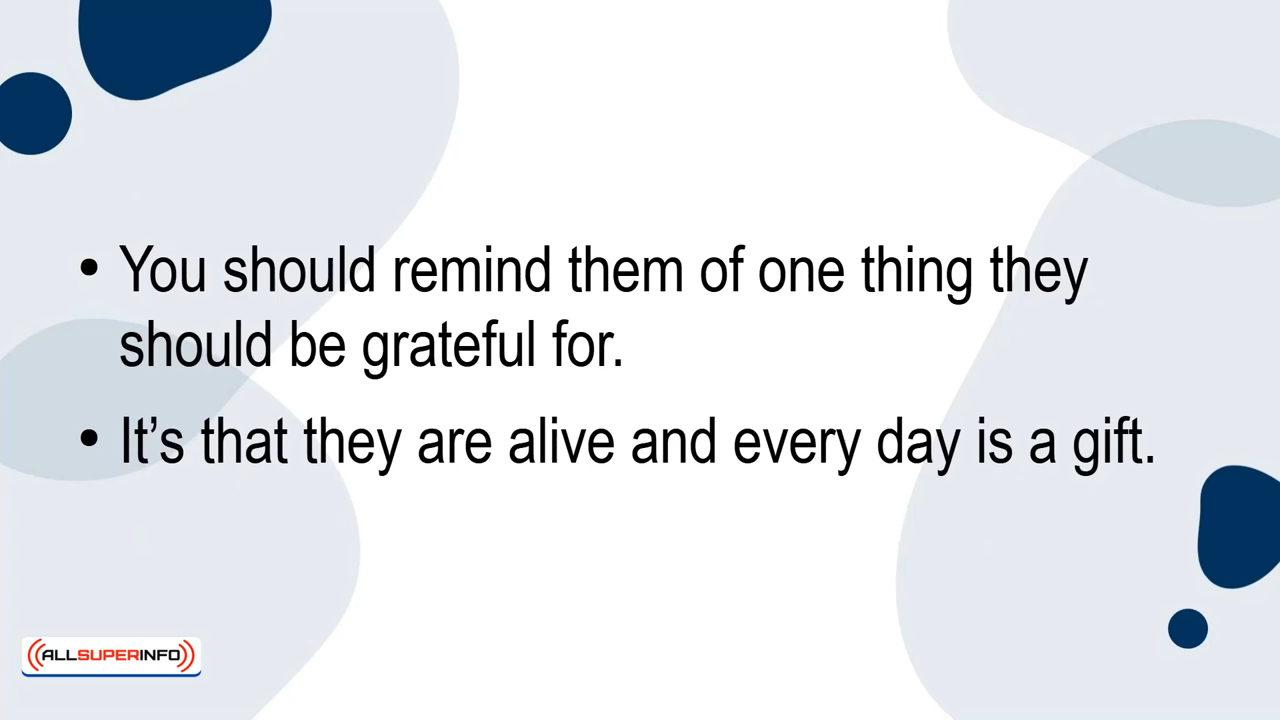 • You should remind them of one thing they
should be grateful for.
• It’s that they are alive and every day is a gift.
ALLSUPERINFO